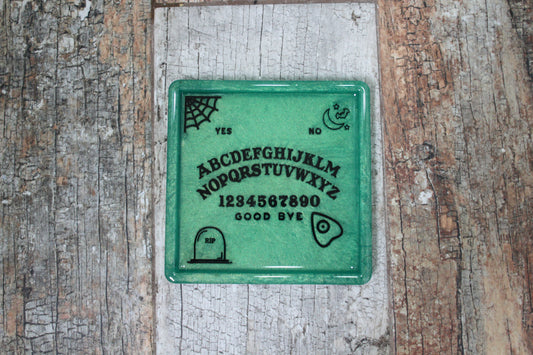 YES NO
ABCDEFGHIJKLM
NOPQRSTUVWXYZ
1234567890
GOOD BYE
RIP